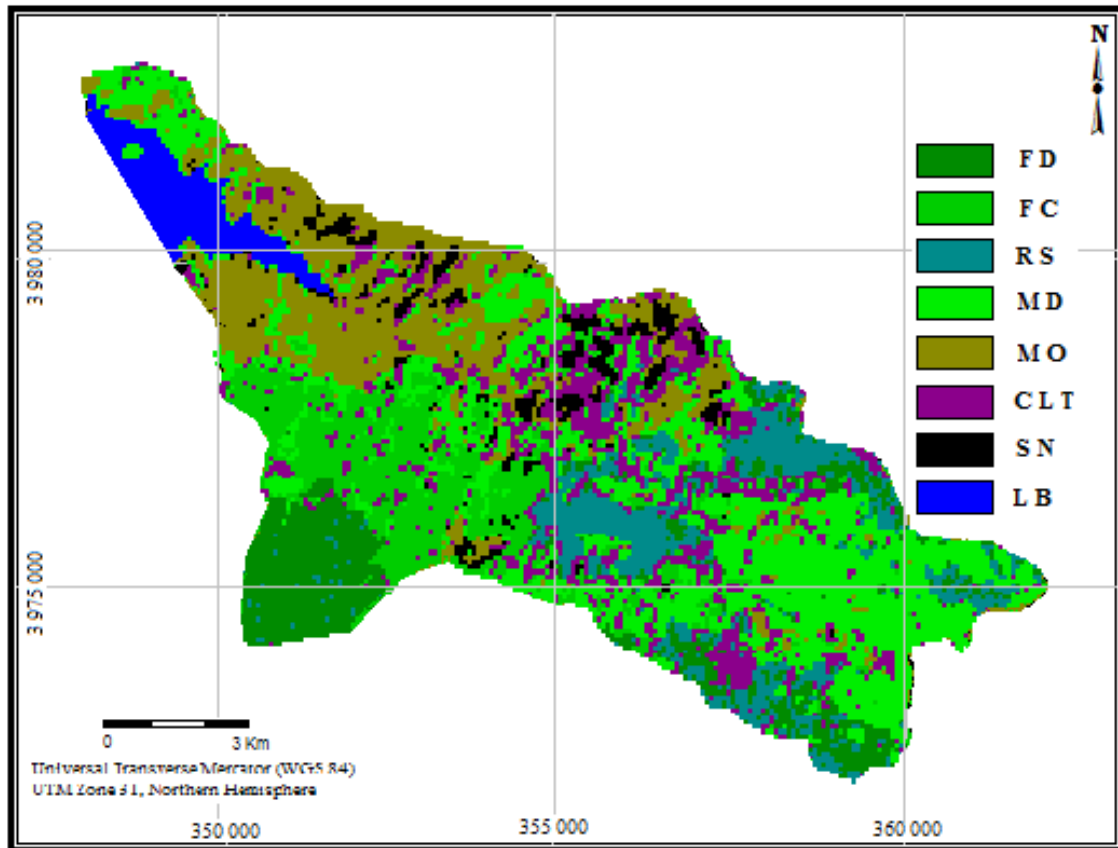 N
F D
F C
R S
M D
M O
C L T
S N
L B
3 980 000
3 975 000
0 3 Km
Universal Transverse Mercator (WGS 84)
UTM Zone 31, Northern Hemisphere
350 000 355 000 360 000